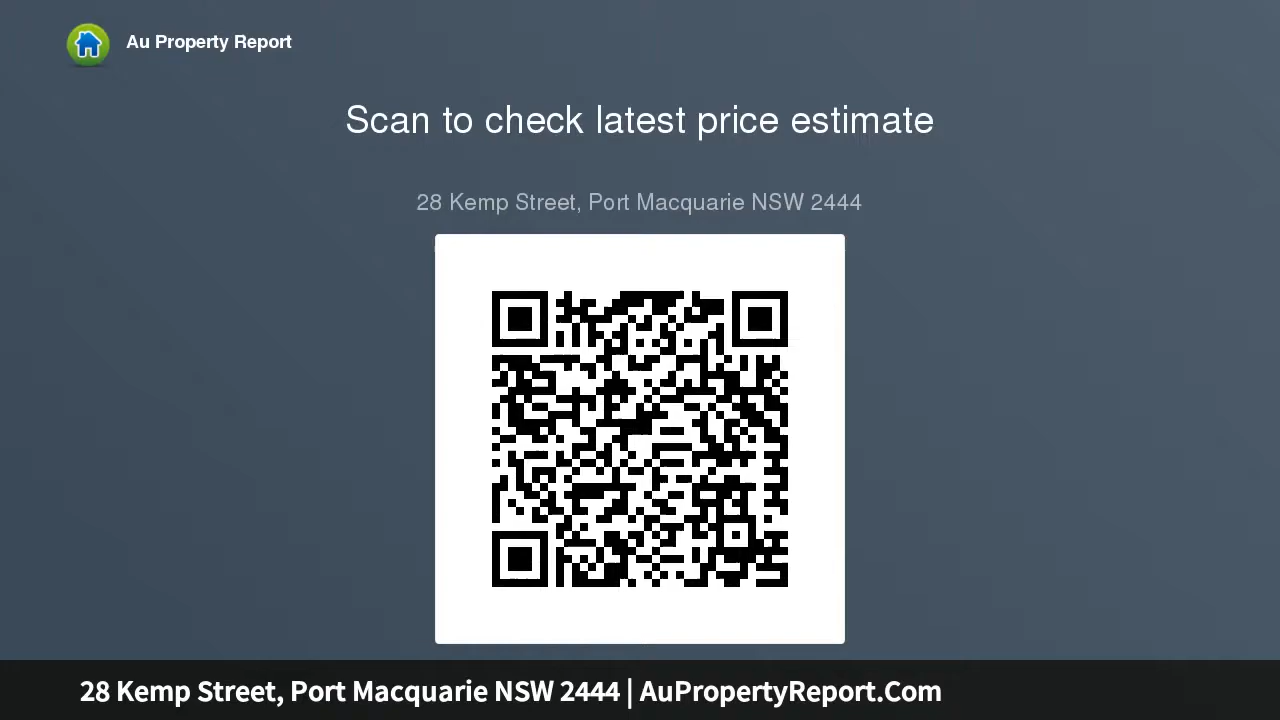 Au Property Report
Scan to check latest price estimate
28 Kemp Street, Port Macquarie NSW 2444
28 Kemp Street, Port Macquarie NSW 2444 | AuPropertyReport.Com